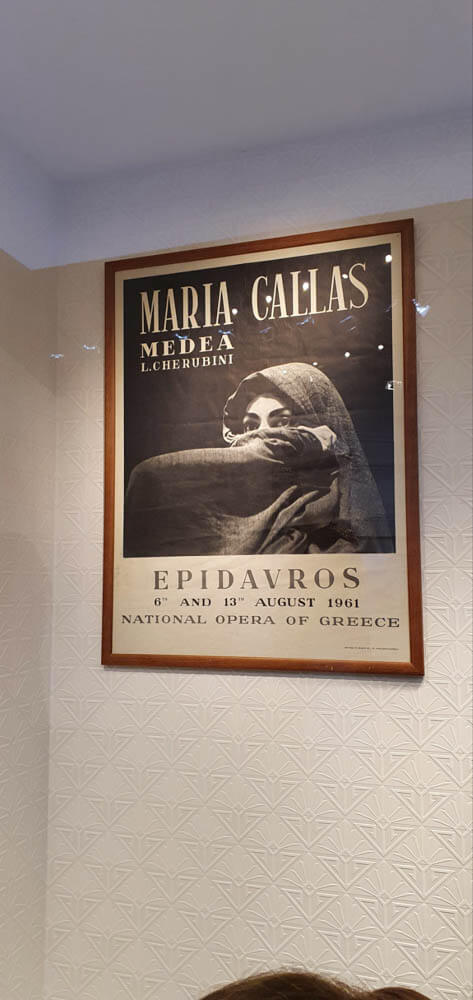 MARIA CALLAS
MEDEA
L.CHERUBINI
EPIDAVROS
6TH AND 13TH AUGUST 1961
NATIONAL OPERA OF GREECE